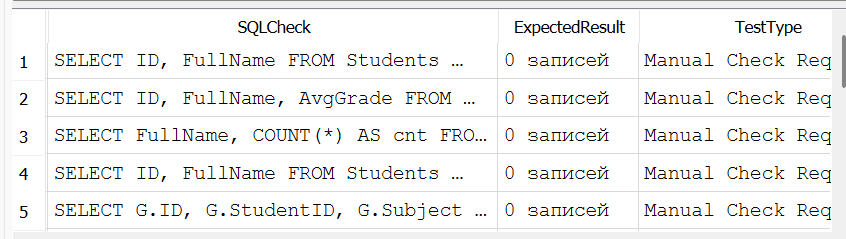 SQLCheck ExpectedResult TestType
1 SELECT ID, FullName FROM Students … 0 записей Manual Check Req
2 SELECT ID, FullName, AvgGrade FROM … 0 записей Manual Check Req
3 SELECT FullName, COUNT(*) AS cnt FRO… 0 записей Manual Check Req
4 SELECT ID, FullName FROM Students … 0 записей Manual Check Req
5 SELECT G.ID, G.StudentID, G.Subject … 0 записей Manual Check Req